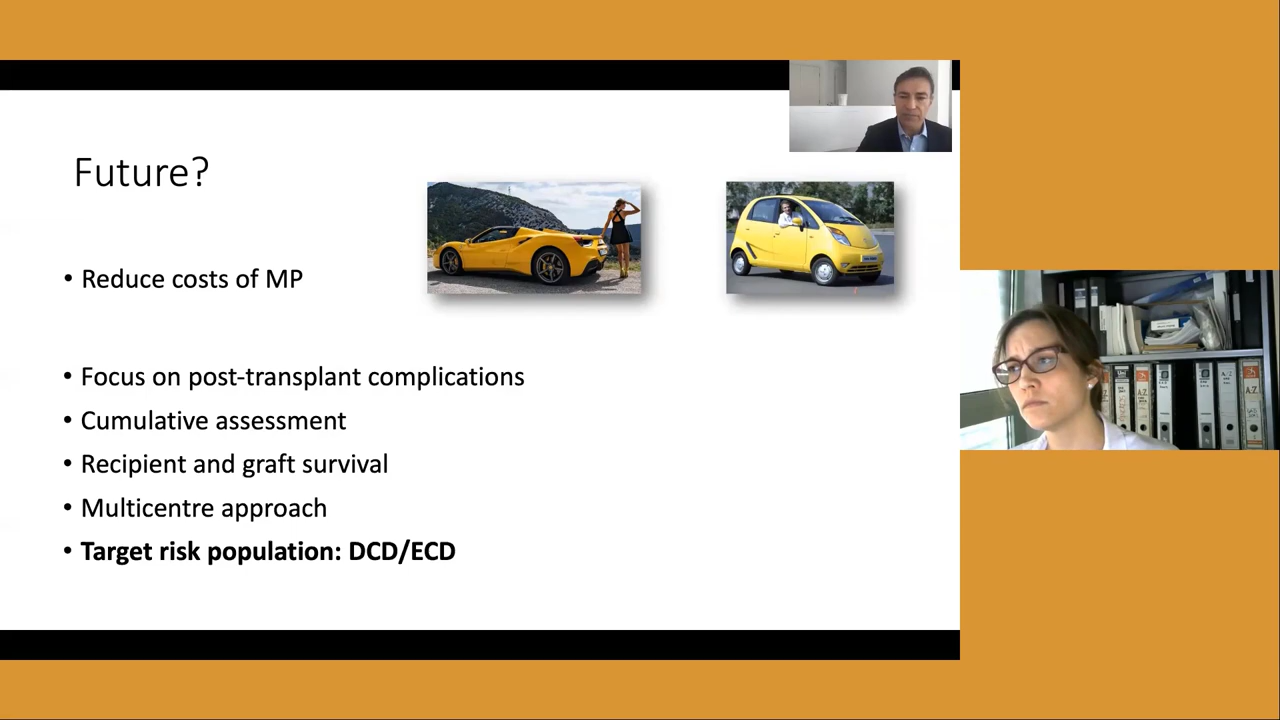 Future?
• Reduce costs of MP
• Focus on post-transplant complications
• Cumulative assessment
• Recipient and graft survival
• Multicentre approach
• Target risk population: DCD/ECD
A-Z
A-Z